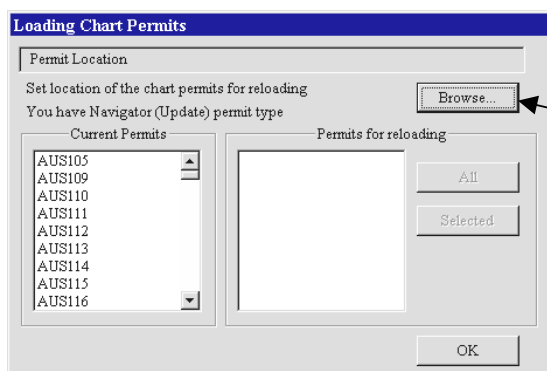 Loading Chart Permits
Permit Location
Set location of the chart permits for reloading
Browse...
You have Navigator (Update) permit type
Current Permits
AUS105
AUS109
AUS110
AUS111
AUS112
AUS113
AUS114
AUS115
AUS116
Permits for reloading
All
Selected
OK